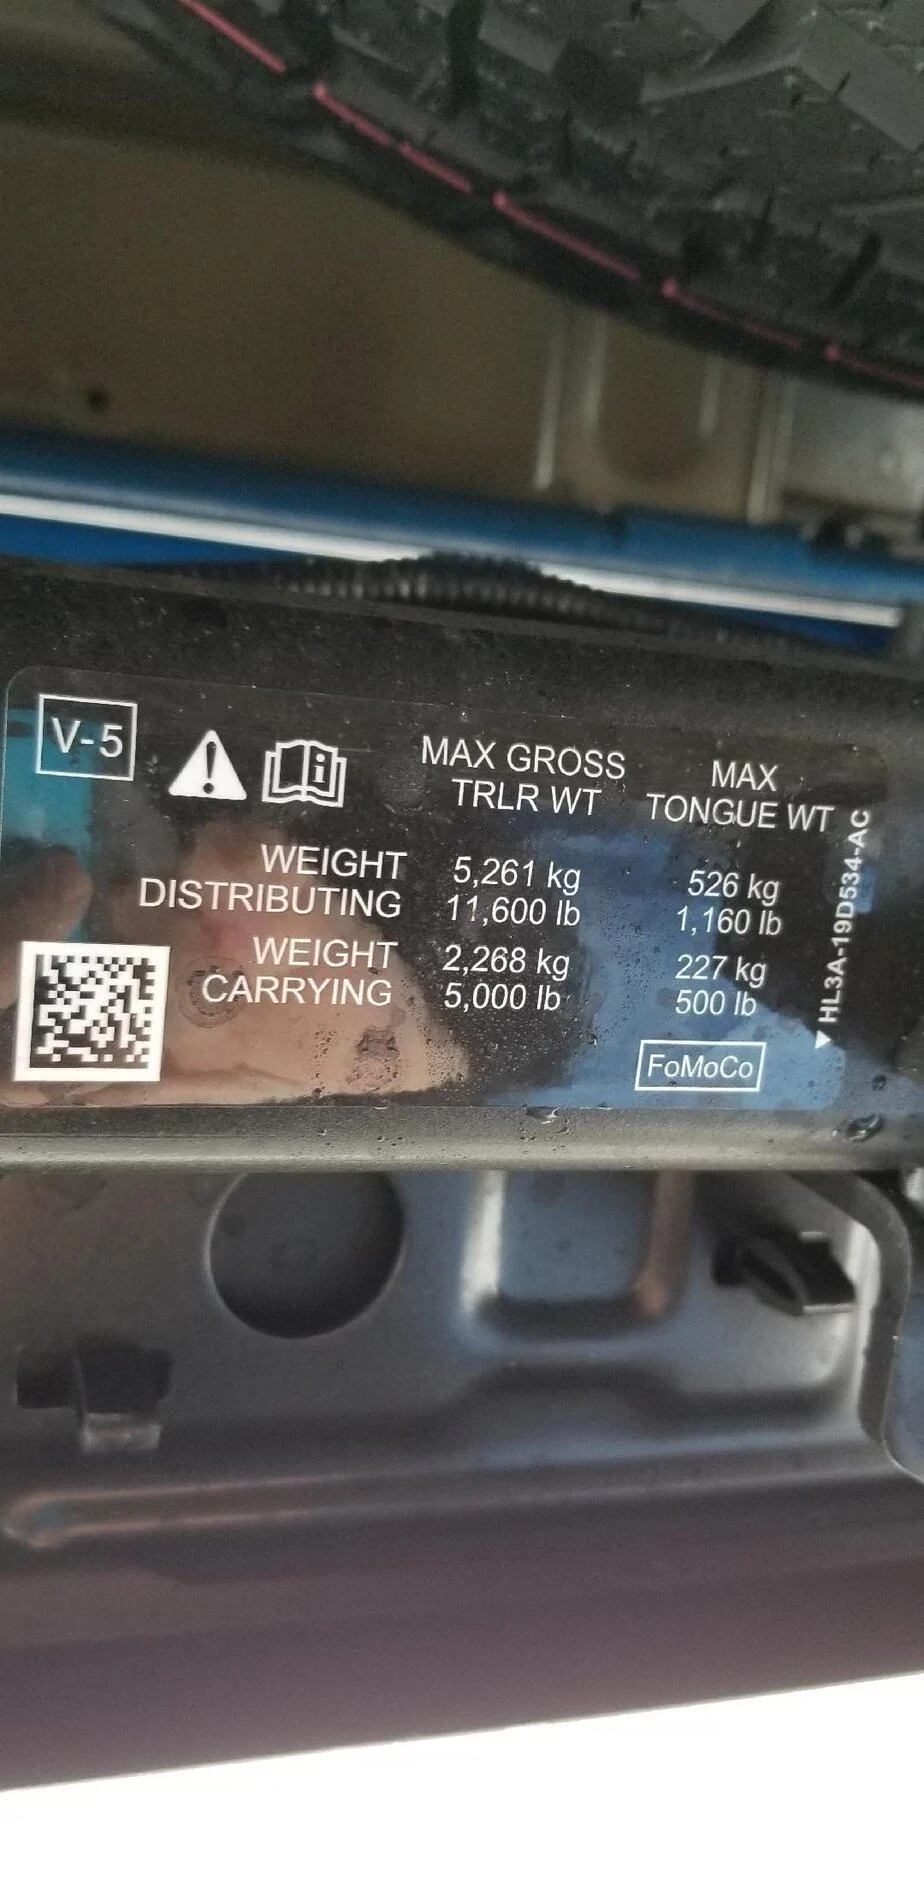 V-5
MAX GROSS
TRLR WT
MAX
TONGUE WT
WEIGHT
DISTRIBUTING
5,261 kg
11,600 lb
526 kg
1,160 lb
WEIGHT
CARRYING
2,268 kg
5,000 lb
227 kg
500 lb
FoMoCo
HL3A-19D534-AC